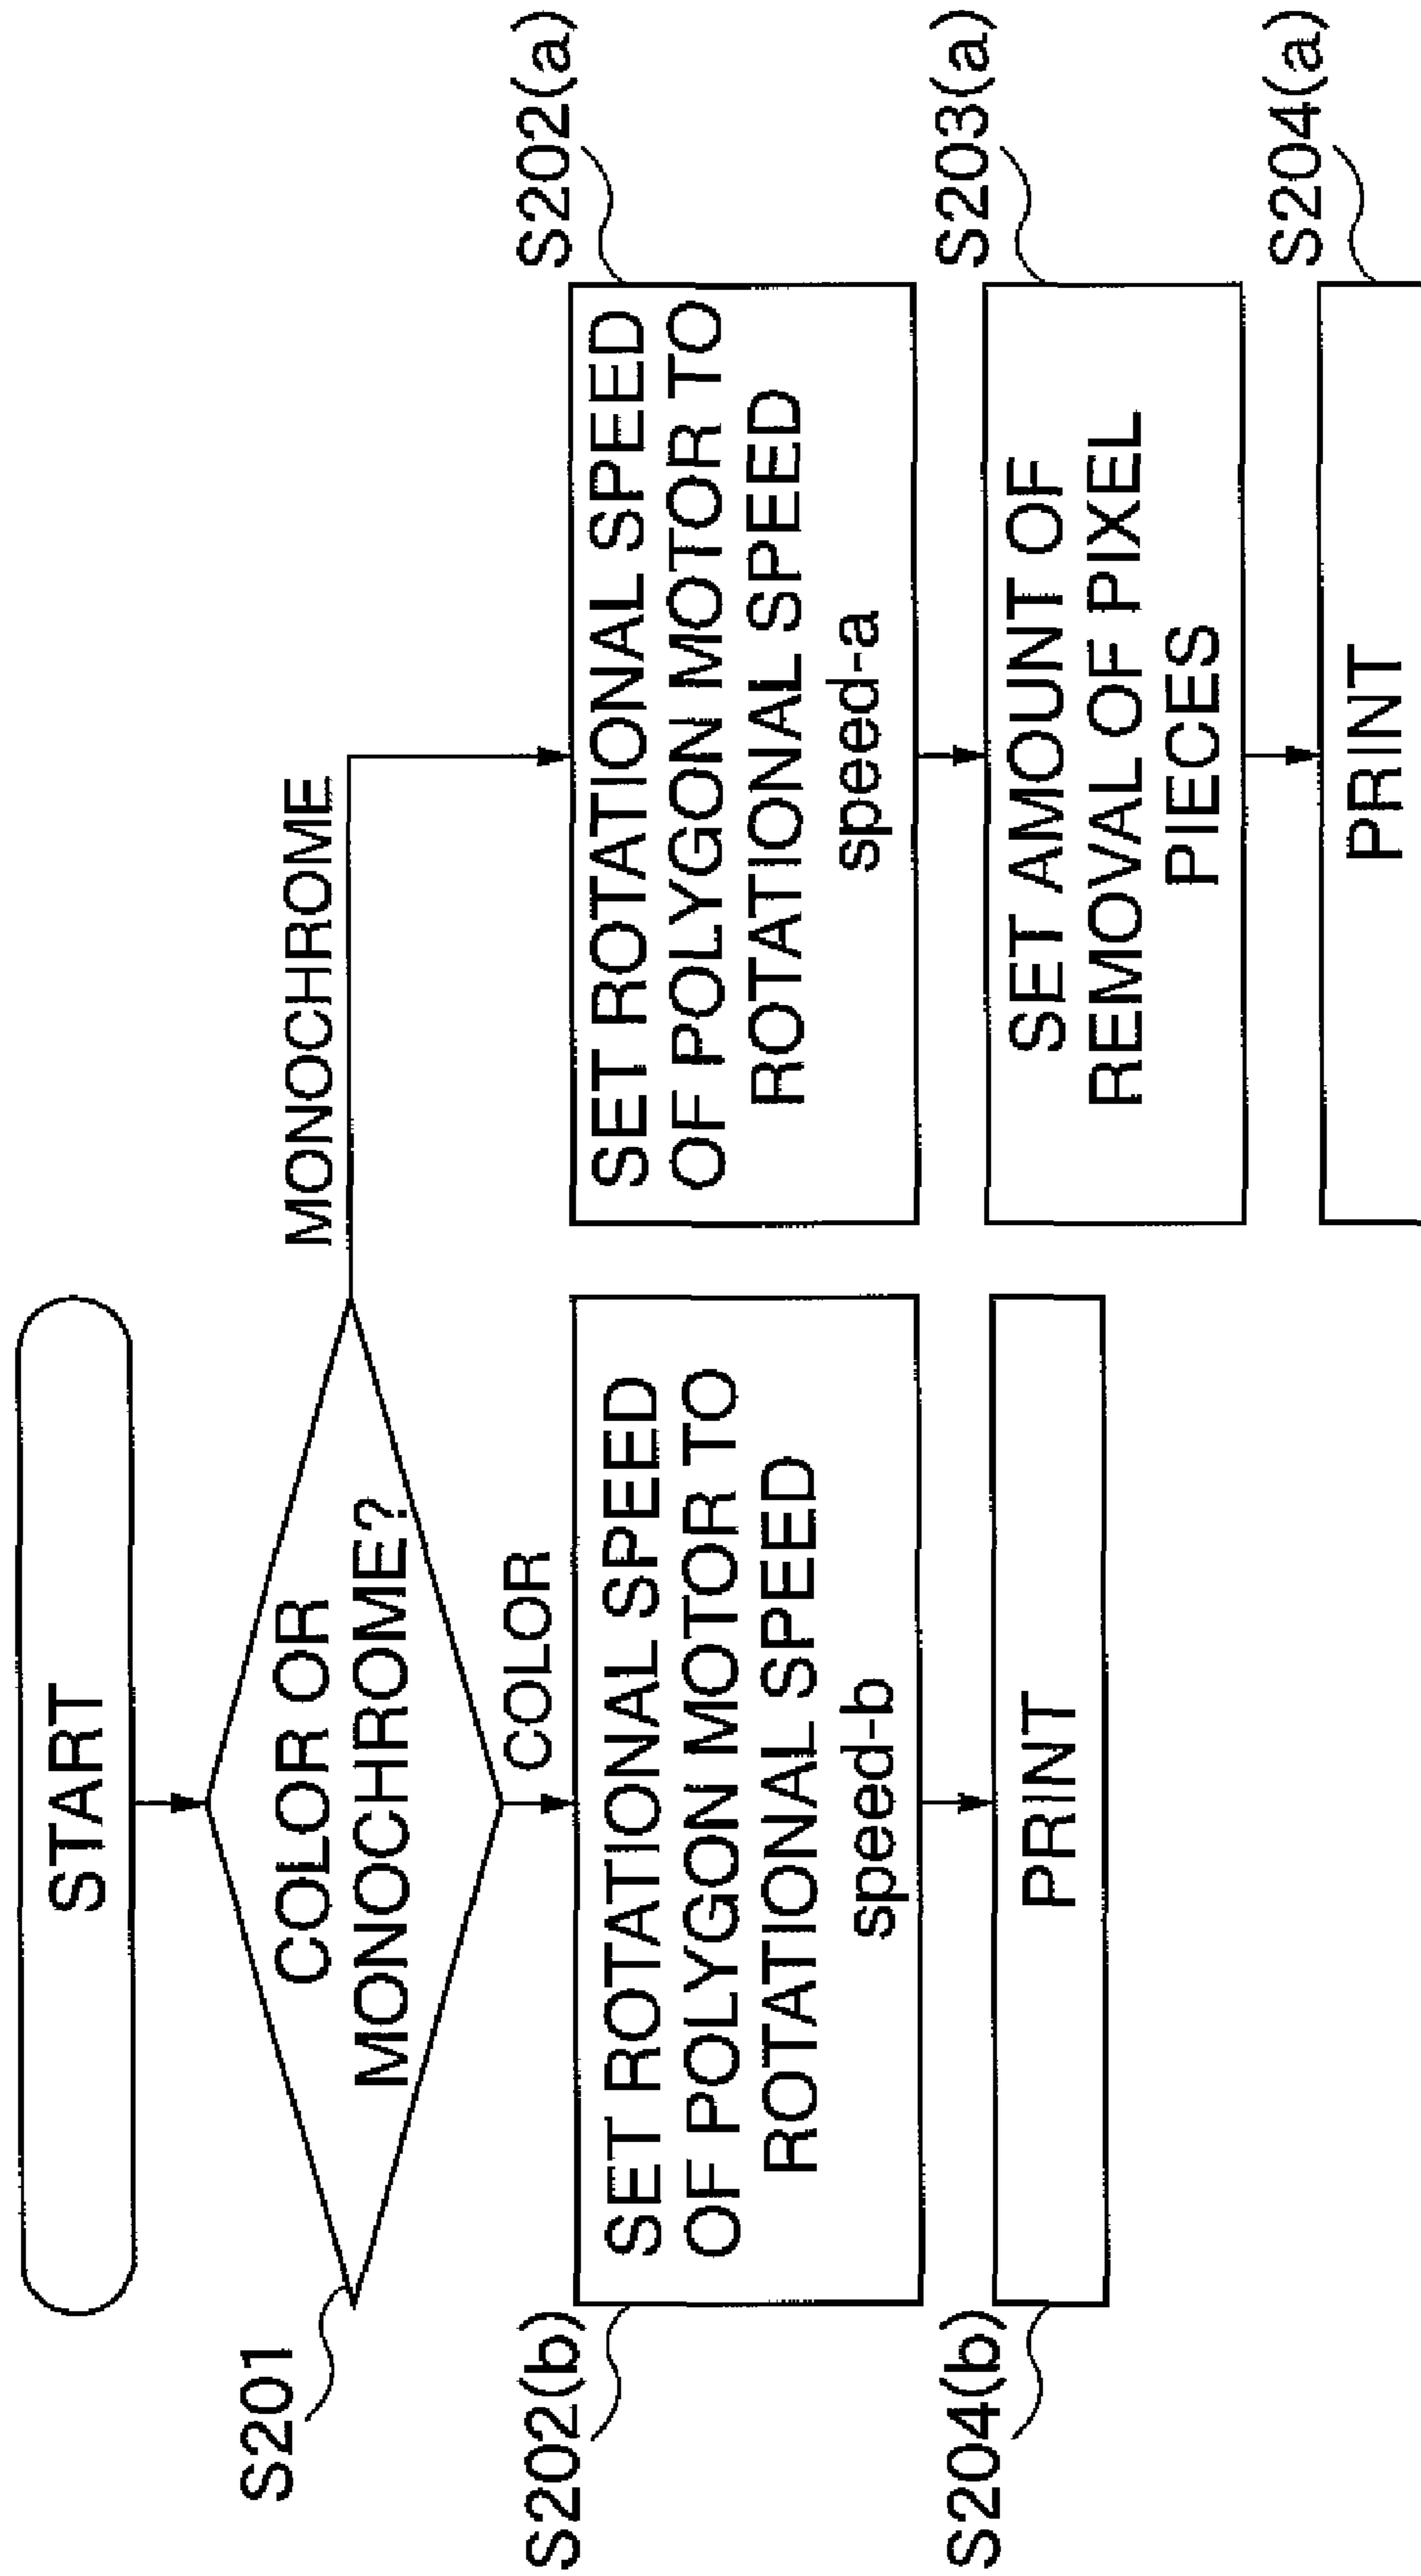 START
S201
COLOR OR
MONOCHROME?
MONOCHROME
COLOR
S202(b)
SET ROTATIONAL SPEED
OF POLYGON MOTOR TO
ROTATIONAL SPEED
speed-b
S204(b)
PRINT
S202(a)
SET ROTATIONAL SPEED
OF POLYGON MOTOR TO
ROTATIONAL SPEED
speed-a
S203(a)
SET AMOUNT OF
REMOVAL OF PIXEL
PIECES
S204(a)
PRINT